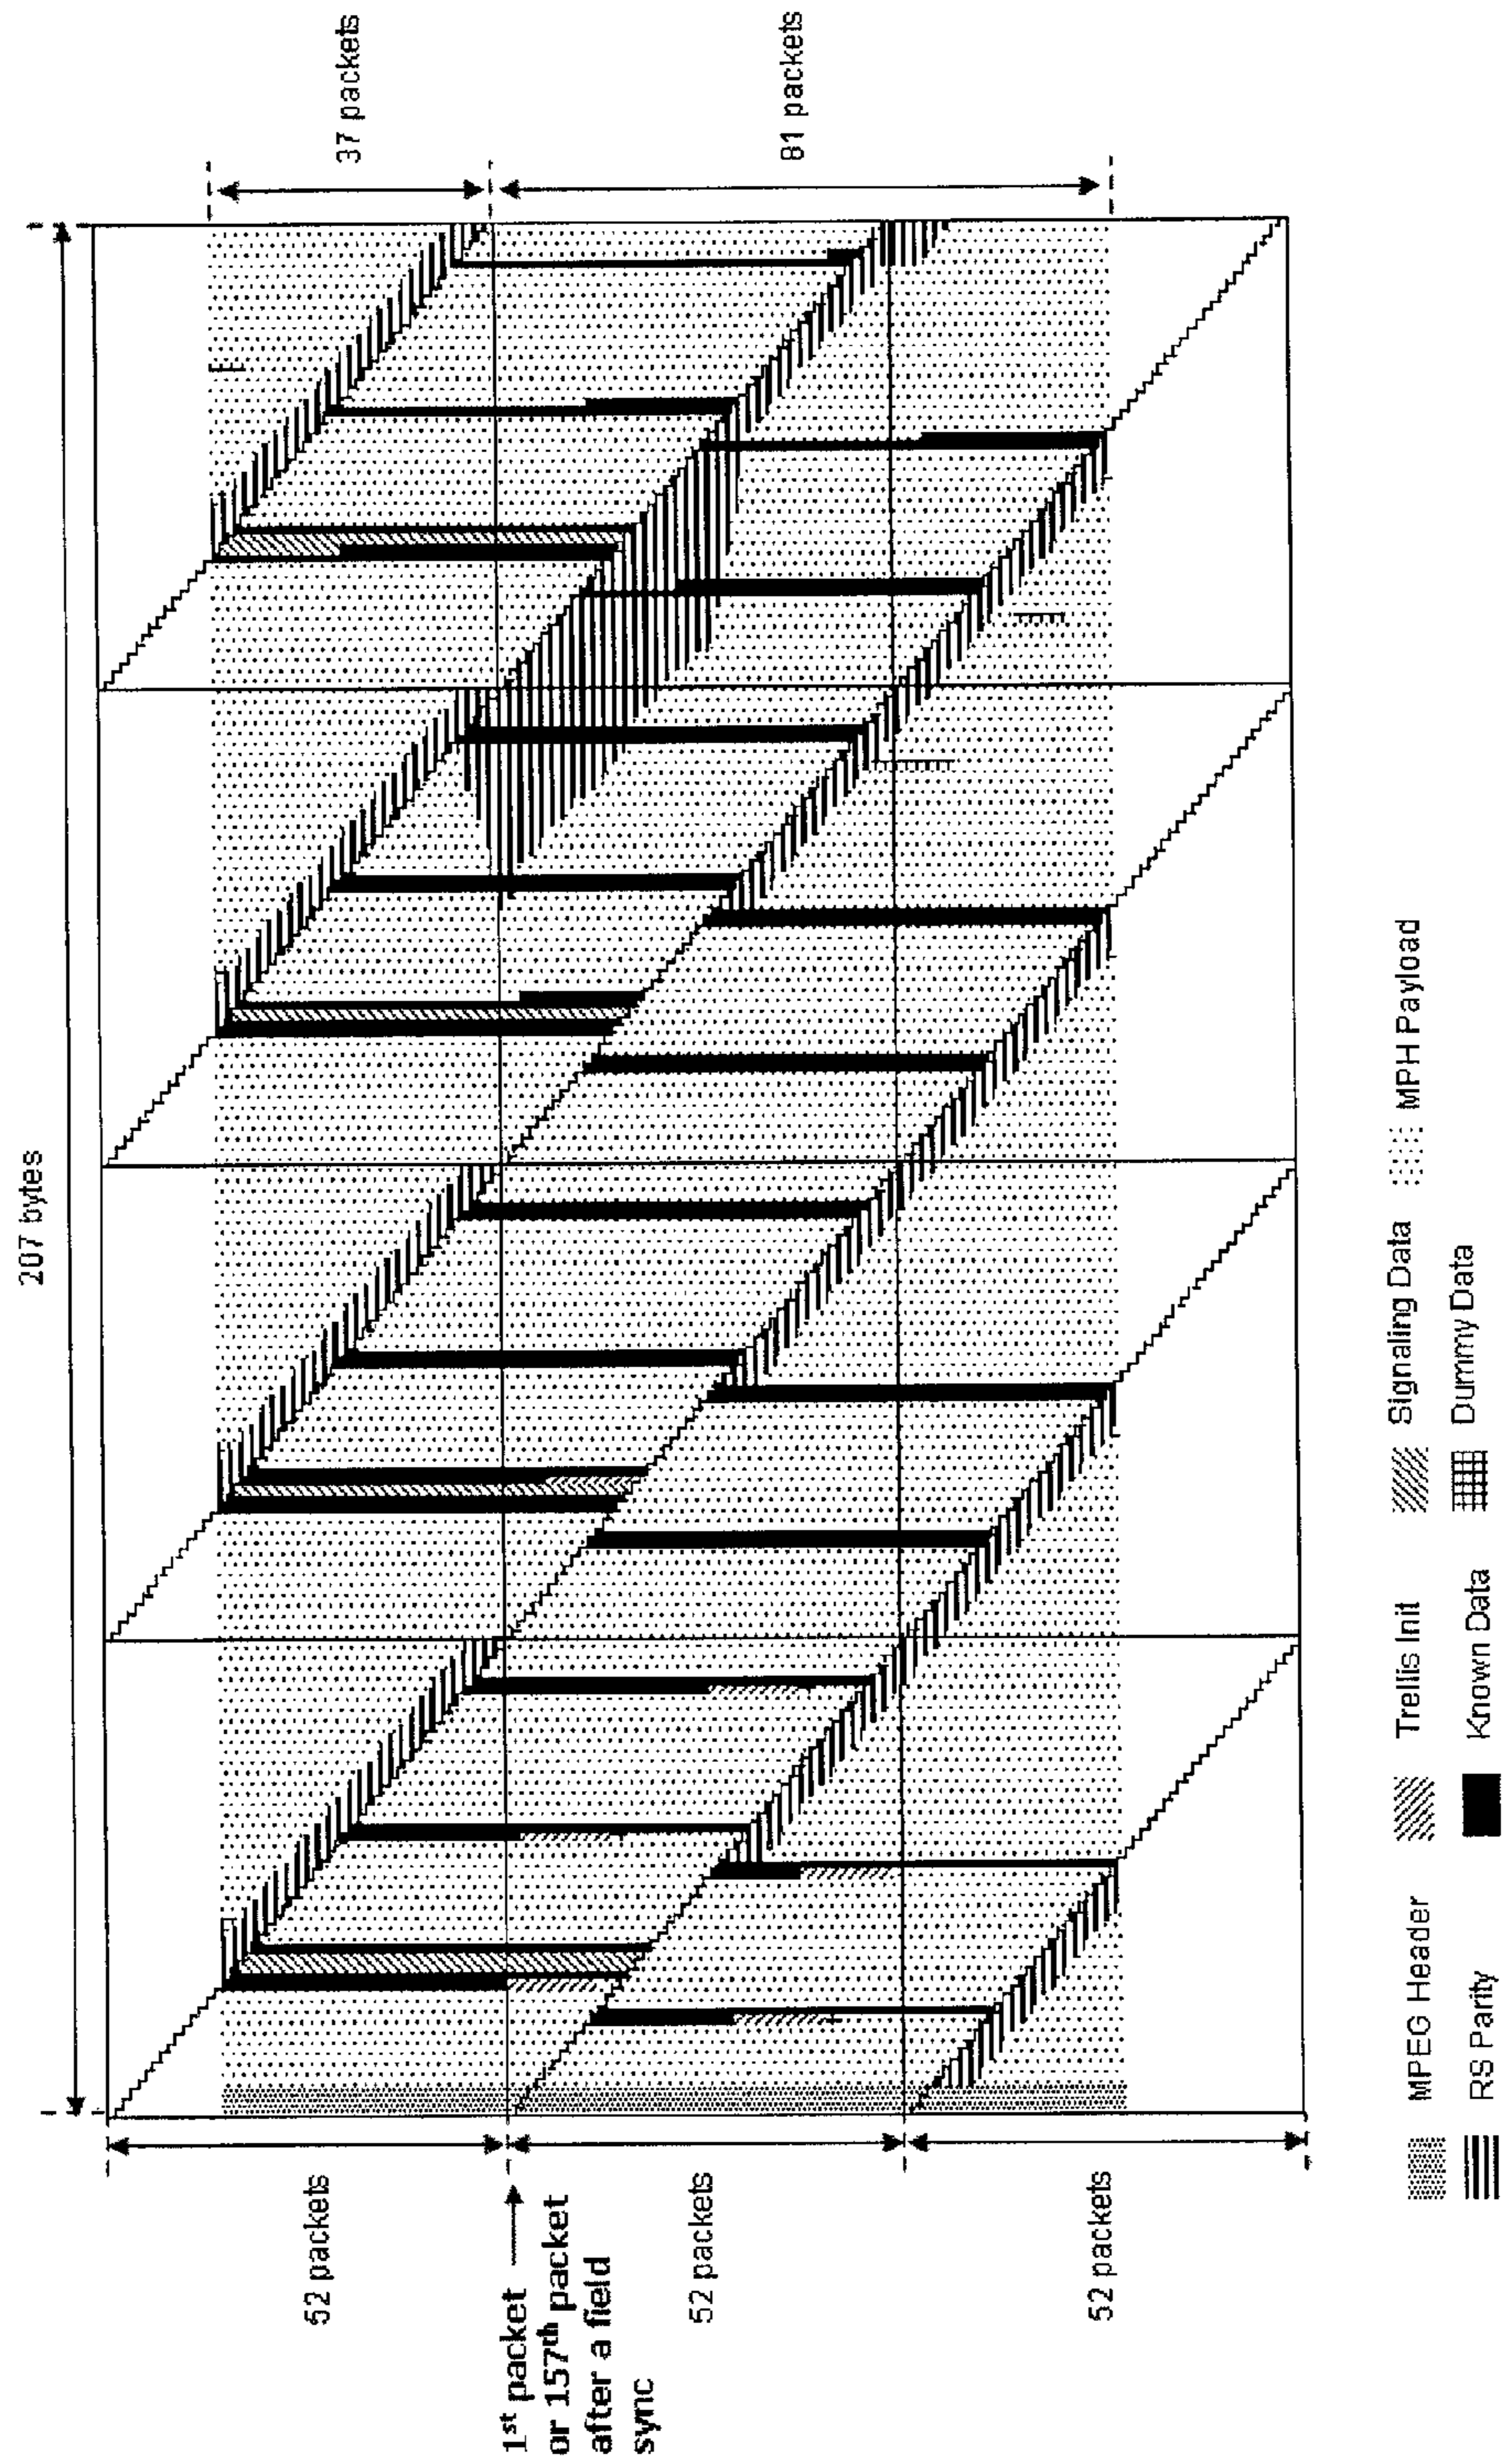 207 bytes
37 packets
81 packets
52 packets
1st packet
or 157th packet
after a field
sync
52 packets
52 packets
MPEG Header
Trellis Init
Signaling Data
MPH Payload
RS Parity
Known Data
Dummy Data